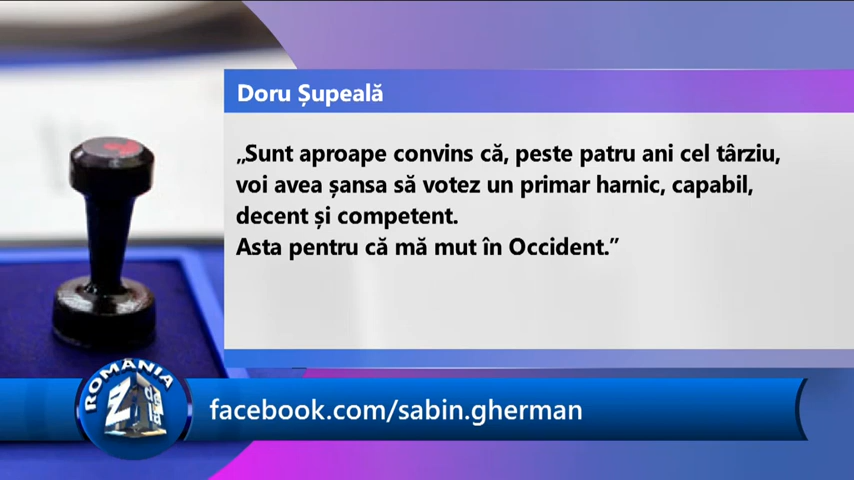 Doru Șupeală
„Sunt aproape convins că, peste patru ani cel târziu,
voi avea șansa să votez un primar harnic, capabil,
decent și competent.
Asta pentru că mă mut în Occident.”
ROMÂNIA
facebook.com/sabin.gherman